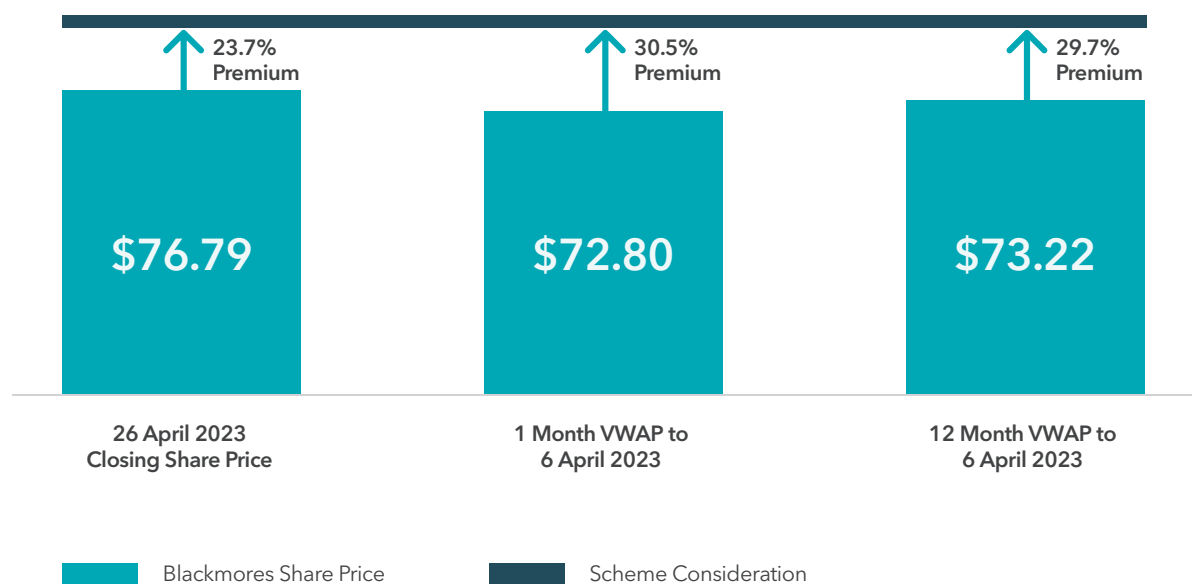 23.7%
Premium
30.5%
Premium
29.7%
Premium
$76.79
$72.80
$73.22
26 April 2023
Closing Share Price
1 Month VWAP to
6 April 2023
12 Month VWAP to
6 April 2023
Blackmores Share Price
Scheme Consideration